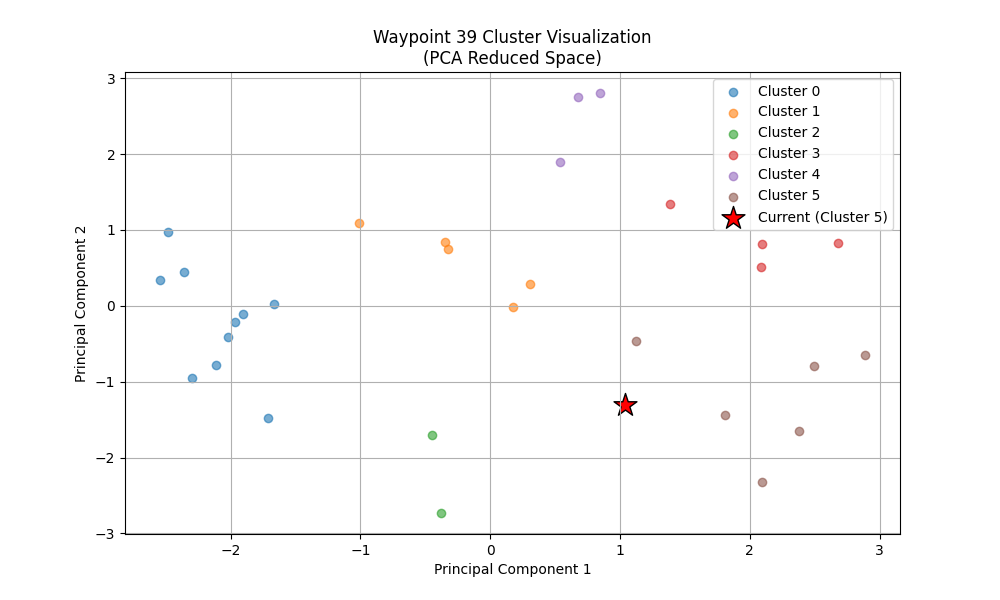 Waypoint 39 Cluster Visualization
(PCA Reduced Space)
Principal Component 2
3
2
1
0
−1
−2
−3
Cluster 0
Cluster 1
Cluster 2
Cluster 3
Cluster 4
Cluster 5
Current (Cluster 5)
−2 −1 0 1 2 3
Principal Component 1